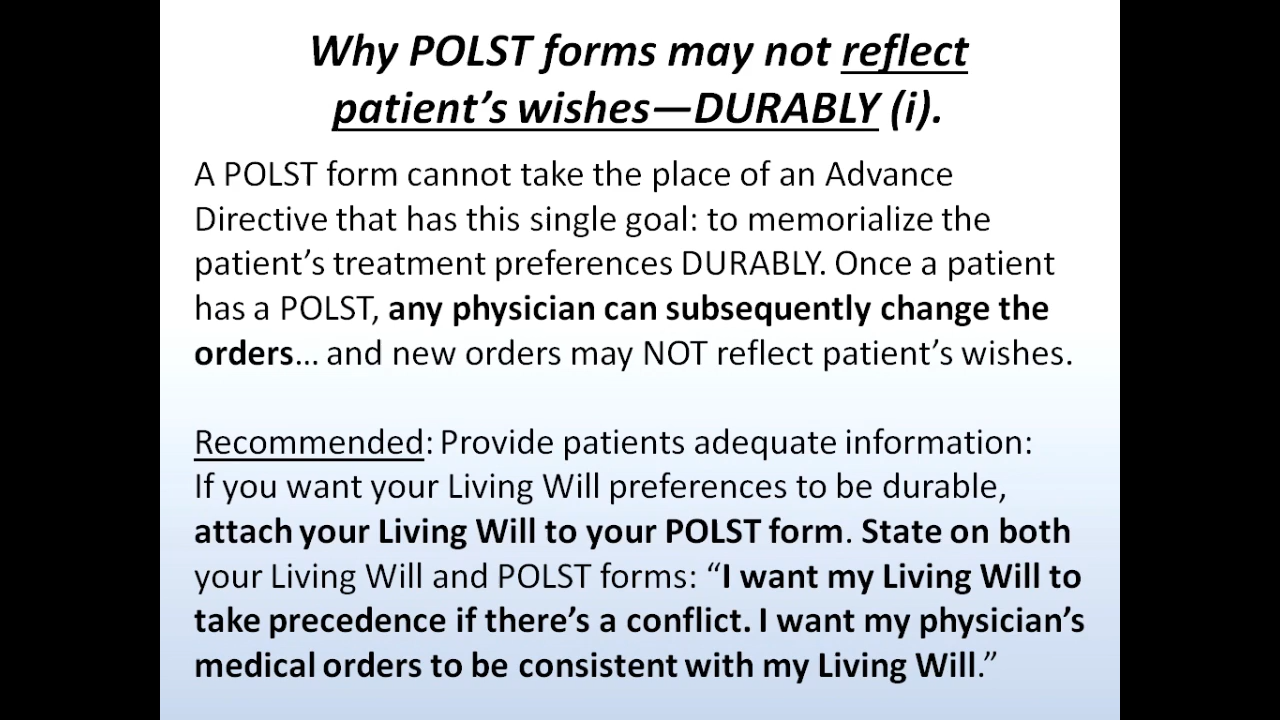 Why POLST forms may not reflect
patient’s wishes—DURABLY (i).
A POLST form cannot take the place of an Advance
Directive that has this single goal: to memorialize the
patient’s treatment preferences DURABLY. Once a patient
has a POLST, any physician can subsequently change the
orders… and new orders may NOT reflect patient’s wishes.
Recommended: Provide patients adequate information:
If you want your Living Will preferences to be durable,
attach your Living Will to your POLST form. State on both
your Living Will and POLST forms: “I want my Living Will to
take precedence if there’s a conflict. I want my physician’s
medical orders to be consistent with my Living Will.”